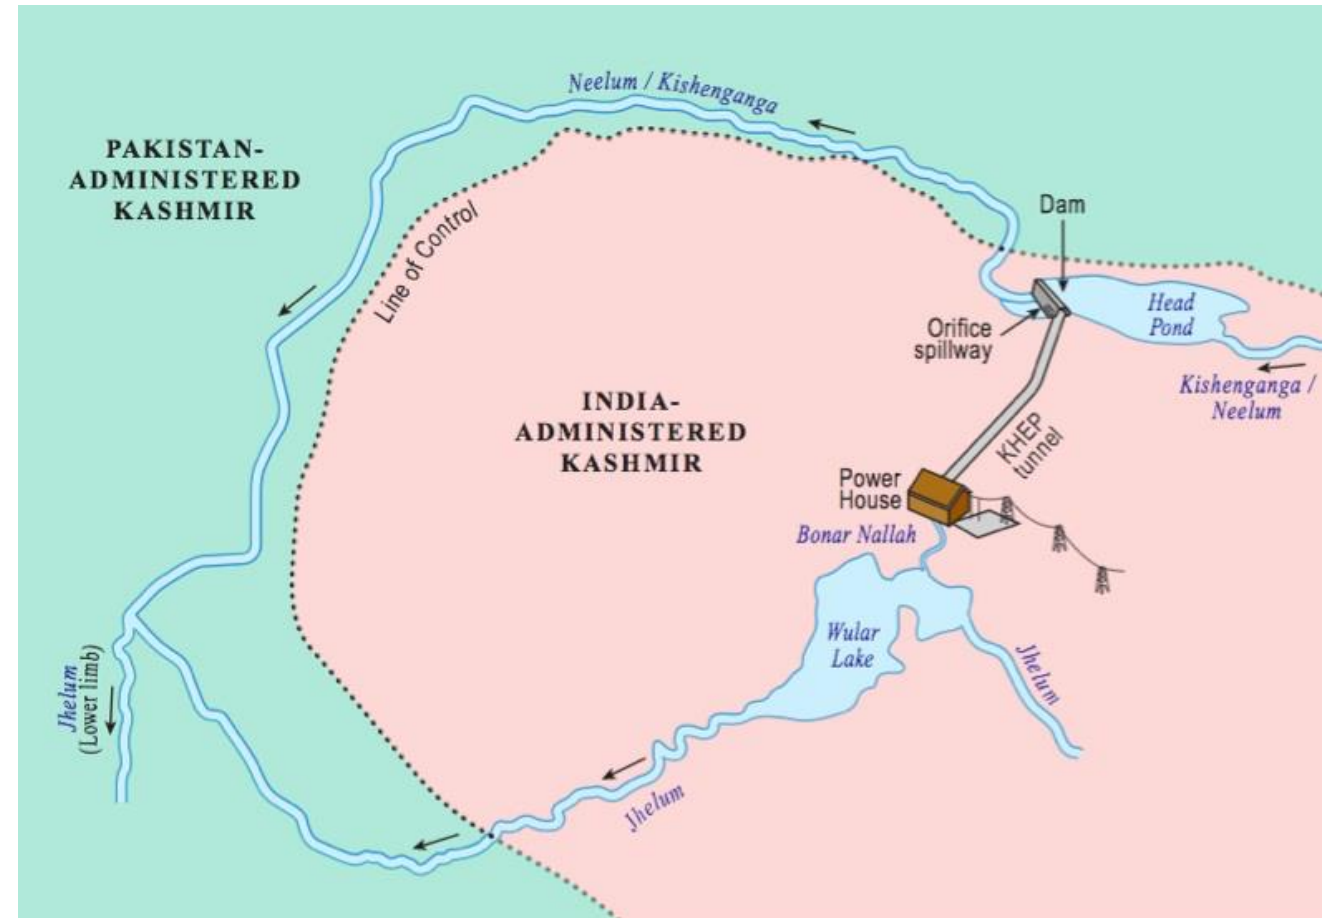 Neelum / Kishenganga
PAKISTAN-
ADMINISTERED
KASHMIR
Line of Control
Dam
Head
Pond
Orifice
spillway
Kishenganga /
Neelum
INDIA-
ADMINISTERED
KASHMIR
KHEP
tunnel
Power
House
Bonar Nallah
Wular
Lake
Jhelum
Jhelum
(Lower limb)
Jhelum